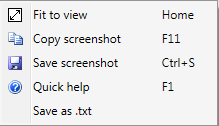 Fit to view Home
Copy screenshot F11
Save screenshot Ctrl+S
Quick help F1
Save as .txt